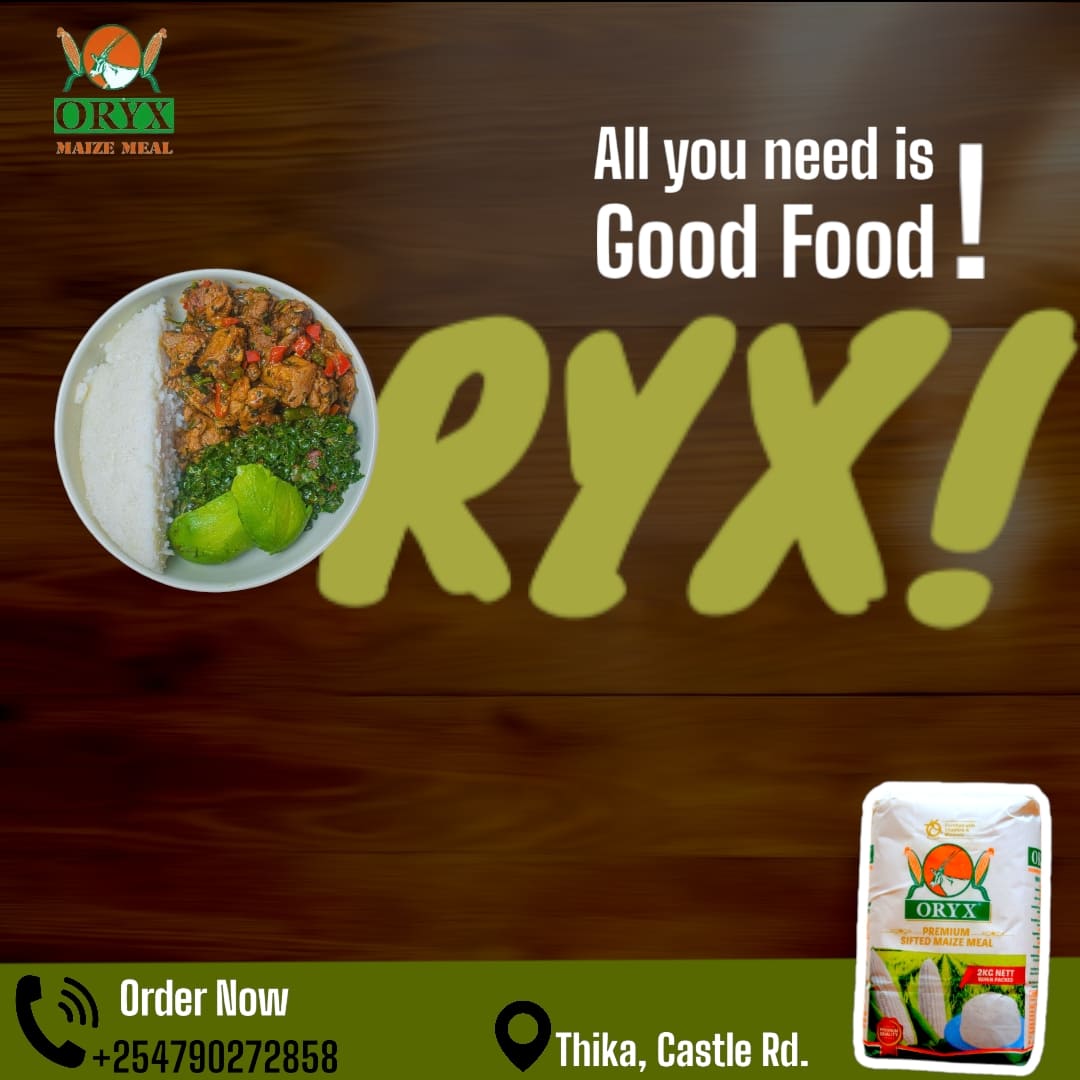 ORYX
MAIZE MEAL
All you need is
Good Food!
RYX!
ORYX
PREMIUM
SIFTED MAIZE MEAL
2KG NETT
Order Now
+254790272858
Thika, Castle Rd.